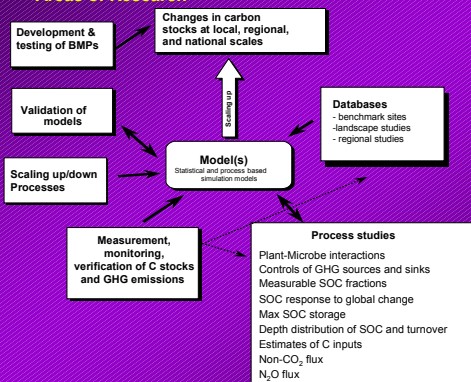 Areas of Research
Development &
testing of BMPs
Changes in carbon
stocks at local, regional,
and national scales
Scaling up
Validation of
models
Databases
- benchmark sites
-landscape studies
- regional studies
Model(s)
Statistical and process based
simulation models
Scaling up/down
Processes
Measurement,
monitoring,
verification of C stocks
and GHG emissions
Process studies
Plant-Microbe interactions
Controls of GHG sources and sinks
Measurable SOC fractions
SOC response to global change
Max SOC storage
Depth distribution of SOC and turnover
Estimates of C inputs
Non-CO₂ flux
N₂O flux